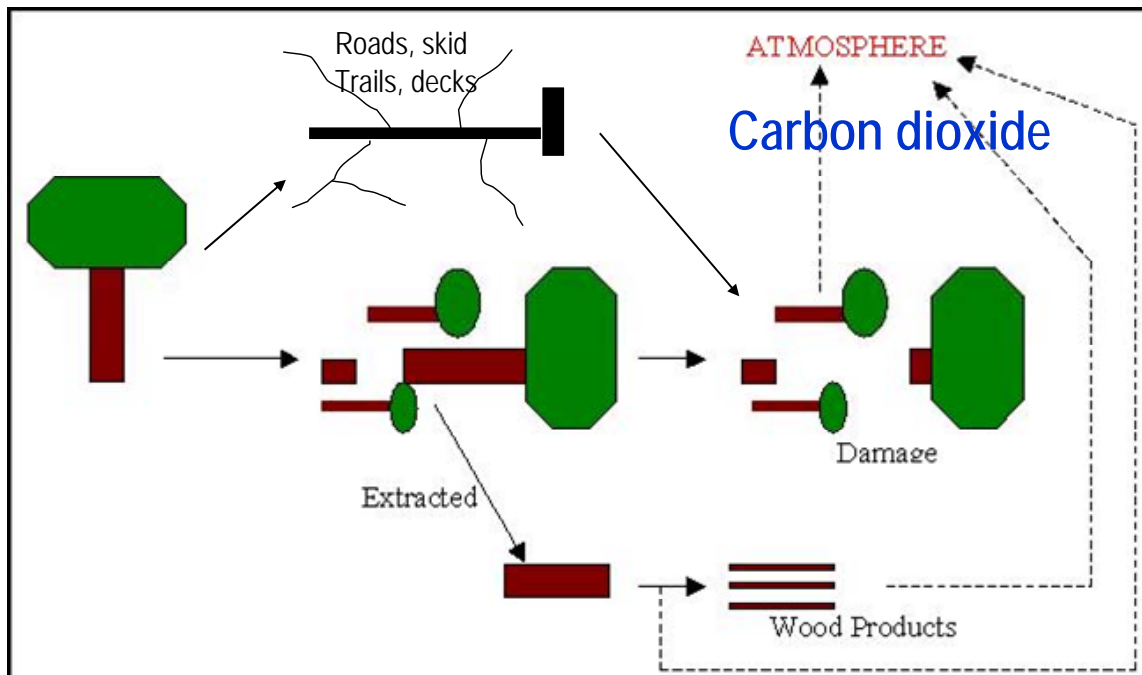 Roads, skid
Trails, decks
ATMOSPHERE
Carbon dioxide
Damage
Extracted
Wood Products